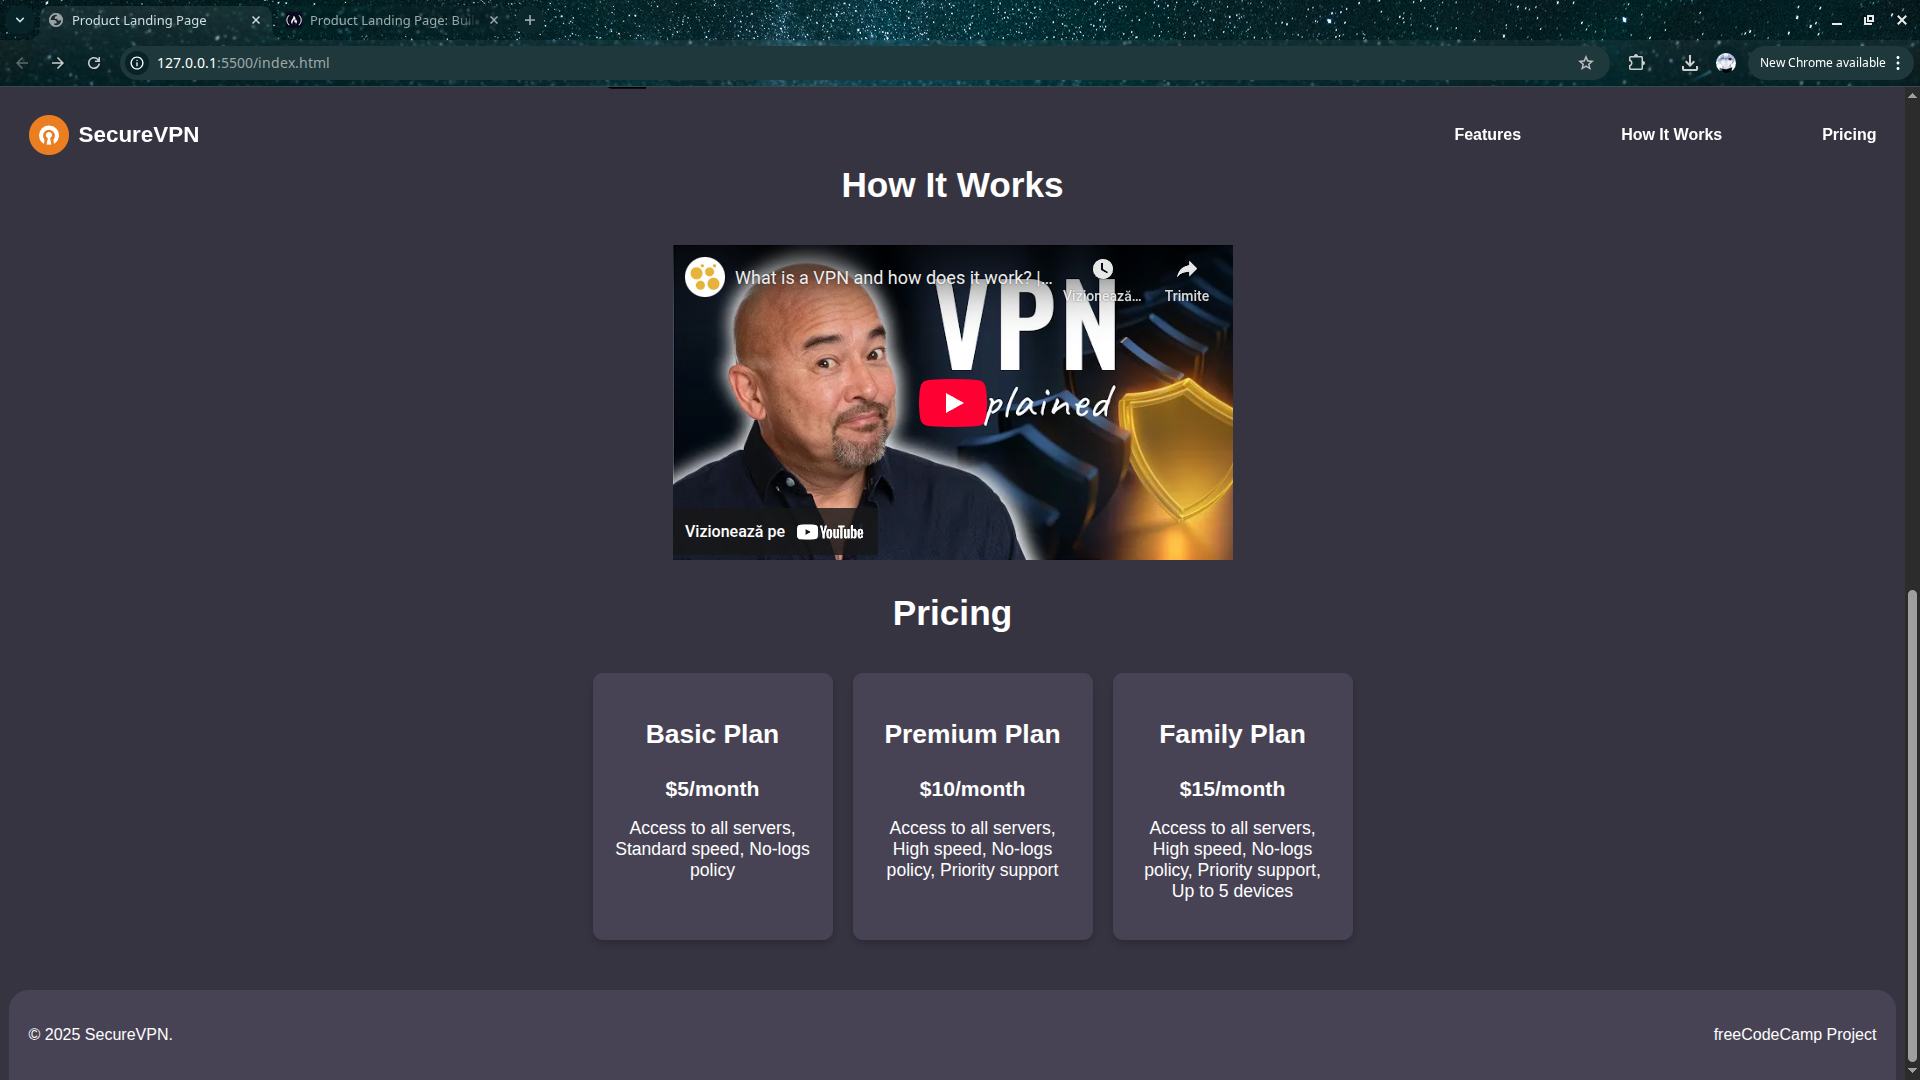 Product Landing Page
Product Landing Page: Buil
127.0.0.1:5500/index.html
New Chrome available
SecureVPN
Features
How It Works
Pricing
How It Works
What is a VPN and how does it work? |...
Vizionează...
Trimite
VPN
plained
Vizionează pe YouTube
Pricing
Basic Plan
$5/month
Access to all servers,
Standard speed, No-logs
policy
Premium Plan
$10/month
Access to all servers,
High speed, No-logs
policy, Priority support
Family Plan
$15/month
Access to all servers,
High speed, No-logs
policy, Priority support,
Up to 5 devices
© 2025 SecureVPN.
freeCodeCamp Project